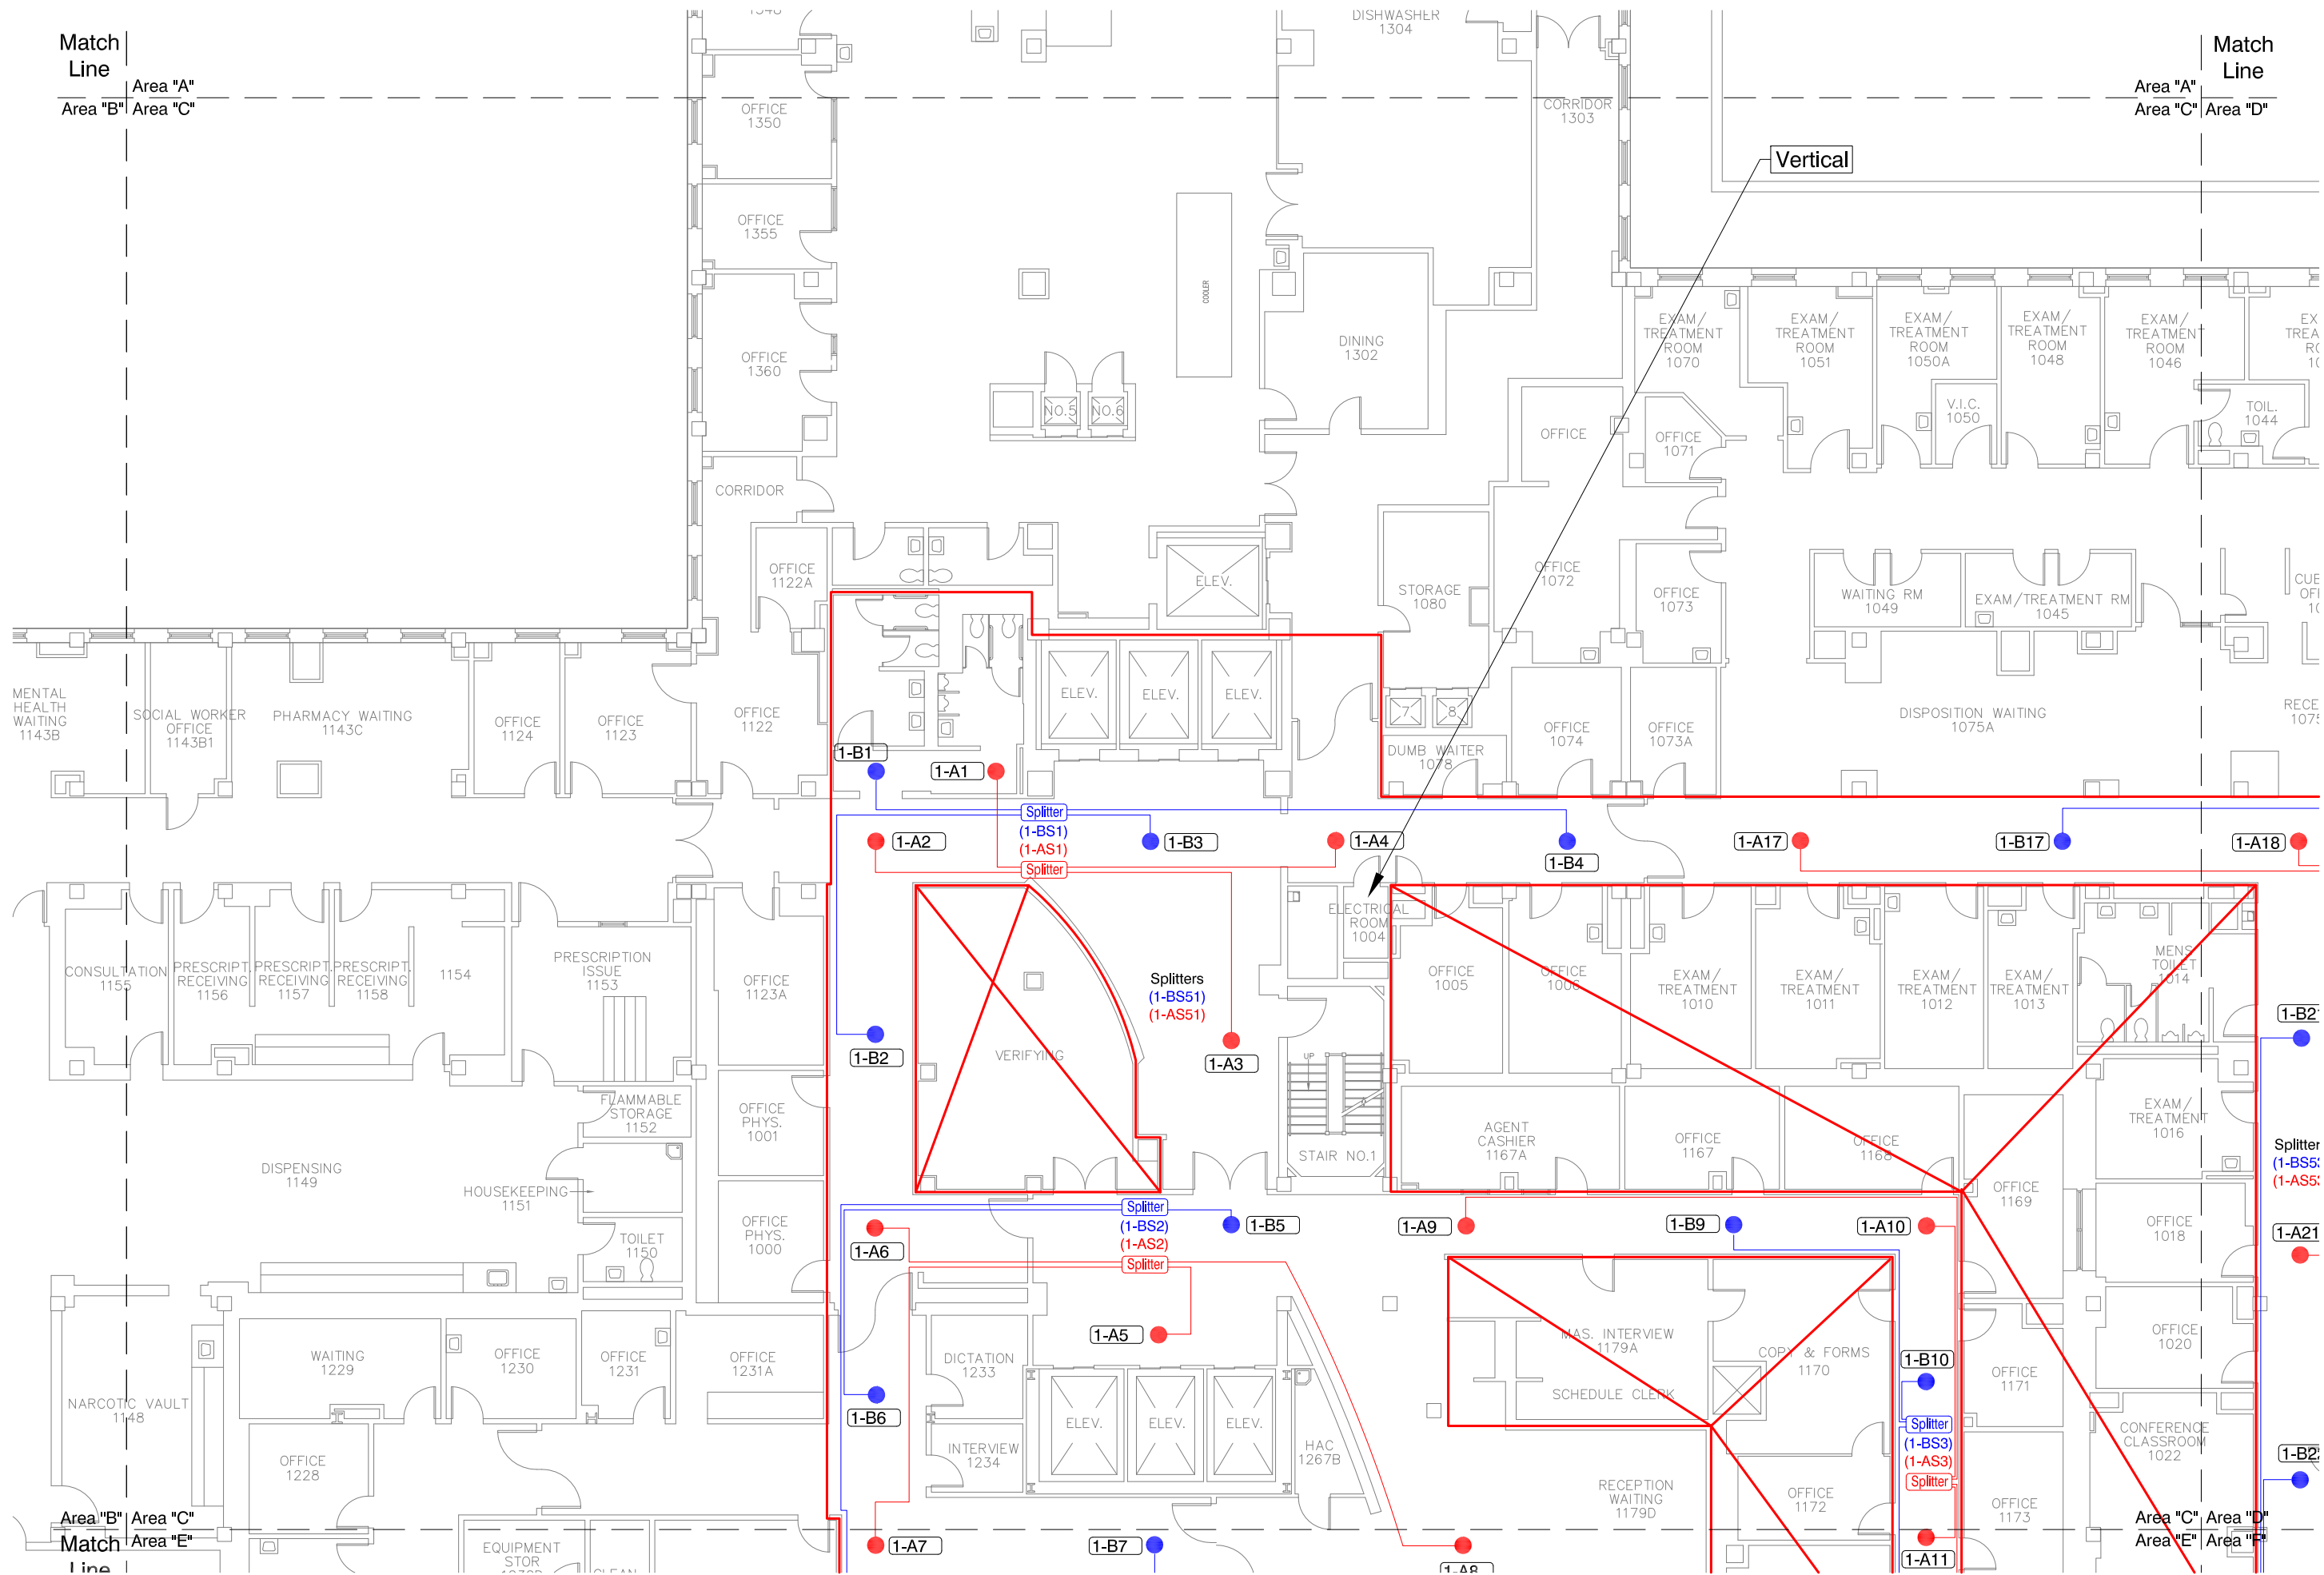 1348
DISHWASHER
1304
Match
Line
Area "A"
Area "B"
Area "C"
Match
Line
Area "A"
Area "C"
Area "D"
OFFICE
1350
CORRIDOR
1303
Vertical
OFFICE
1355
COOLER
OFFICE
1360
DINING
1302
NO.5
NO.6
EXAM/
TREATMENT
ROOM
1070
EXAM/
TREATMENT
ROOM
1051
EXAM/
TREATMENT
ROOM
1050A
EXAM/
TREATMENT
ROOM
1048
EXAM/
TREATMEN
ROOM
1046
V.I.C.
1050
TOIL.
1044
OFFICE
OFFICE
1071
CORRIDOR
OFFICE
1122A
ELEV.
STORAGE
1080
OFFICE
1072
OFFICE
1073
WAITING RM
1049
EXAM/TREATMENT RM
1045
MENTAL
HEALTH
WAITING
1143B
SOCIAL WORKER
OFFICE
1143B1
PHARMACY WAITING
1143C
OFFICE
1124
OFFICE
1123
OFFICE
1122
ELEV.
ELEV.
ELEV.
7
8
DUMB WAITER
1078
OFFICE
1074
OFFICE
1073A
DISPOSITION WAITING
1075A
1-B1
1-A1
Splitter
(1-BS1)
(1-AS1)
Splitter
1-A2
1-B3
1-A4
1-B4
1-A17
1-B17
1-A18
ELECTRICAL
ROOM
1004
CONSULTATION
1155
PRESCRIPT.
RECEIVING
1156
PRESCRIPT.
RECEIVING
1157
PRESCRIPT.
RECEIVING
1158
1154
PRESCRIPTION
ISSUE
1153
OFFICE
1123A
Splitters
(1-BS51)
(1-AS51)
OFFICE
1005
OFFICE
1006
EXAM/
TREATMENT
1010
EXAM/
TREATMENT
1011
EXAM/
TREATMENT
1012
EXAM/
TREATMENT
1013
MENS
TOILET
1014
1-B2
VERIFYING
1-A3
UP
1-B21
FLAMMABLE
STORAGE
1152
OFFICE
PHYS.
1001
AGENT
CASHIER
1167A
OFFICE
1167
OFFICE
1168
EXAM/
TREATMENT
1016
DISPENSING
1149
HOUSEKEEPING
1151
STAIR NO.1
OFFICE
1169
Splitter
TOILET
1150
OFFICE
PHYS.
1000
1-A6
Splitter
(1-BS2)
(1-AS2)
Splitter
1-B5
1-A9
1-B9
1-A10
OFFICE
1018
1-A21
WAITING
1229
OFFICE
1230
OFFICE
1231
OFFICE
1231A
DICTATION
1233
1-A5
MAS. INTERVIEW
1179A
COPY & FORMS
1170
SCHEDULE CLERK
OFFICE
1020
1-B10
OFFICE
1171
NARCOTIC VAULT
1148
1-B6
ELEV.
ELEV.
ELEV.
Splitter
(1-BS3)
(1-AS3)
Splitter
CONFERENCE
CLASSROOM
1022
OFFICE
1228
INTERVIEW
1234
HAC
1267B
RECEPTION
WAITING
1179D
OFFICE
1172
OFFICE
1173
Area "B"
Area "C"
Match
Line
Area "E"
EQUIPMENT
STOR
CLEAN
1-A7
1-B7
1-A8
1-A11
Area "C"
Area "D"
Area "E"
Area "F"